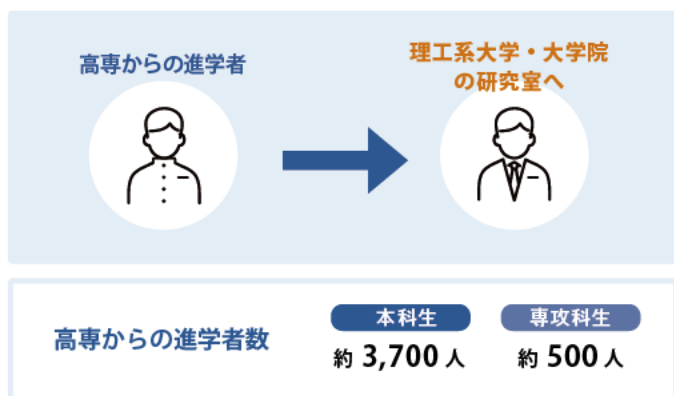 高専からの進学者
理工系大学・大学院
の研究室へ
高専からの進学者数
本科生
約 3,700 人
専攻科生
約 500 人